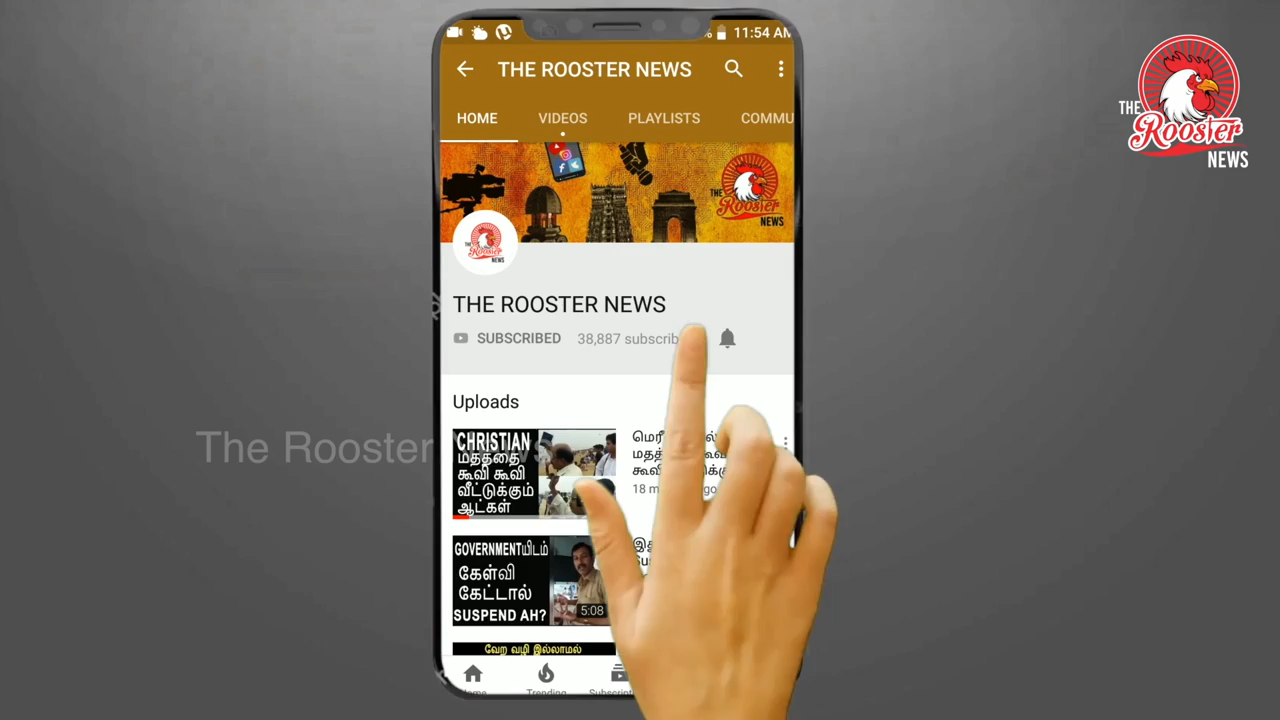 11:54 AM
THE ROOSTER NEWS
HOME VIDEOS PLAYLISTS COMMU
THE
Rooster
NEWS
THE
Rooster
NEWS
THE ROOSTER NEWS
SUBSCRIBED 38,887 subscrib
Uploads
The Rooster News
CHRISTIAN
மதத்தை
கூவி கூவி
வீட்டுக்கும்
ஆட்கள்
18
GOVERNMENTயிடம்
கேள்வி
கேட்டால்
SUSPEND AH?
5:08
வேற வழி இல்லாமல்
Trending